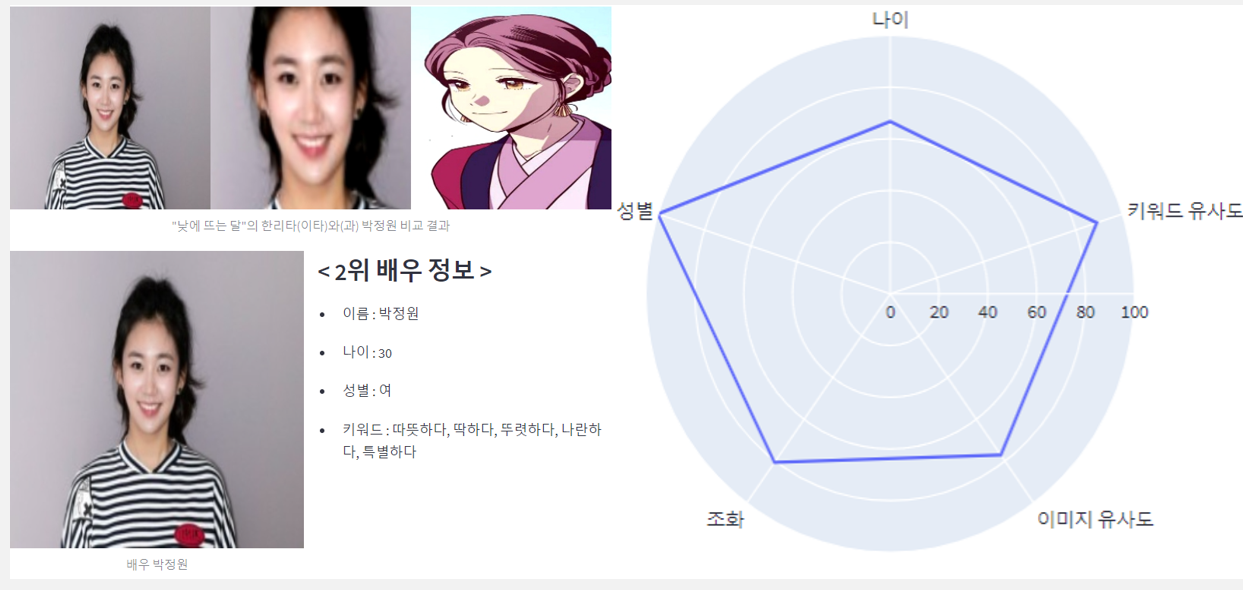 "낮에 뜨는 달"의 한리타(이타)와(과) 박정원 비교 결과
< 2위 배우 정보 >
이름 : 박정원
나이 : 30
성별 : 여
키워드 : 따뜻하다, 딱하다, 뚜렷하다, 나란하
다, 특별하다
배우 박정원
나이
성별
키워드 유사도
0 20 40 60 80 100
조화
이미지 유사도